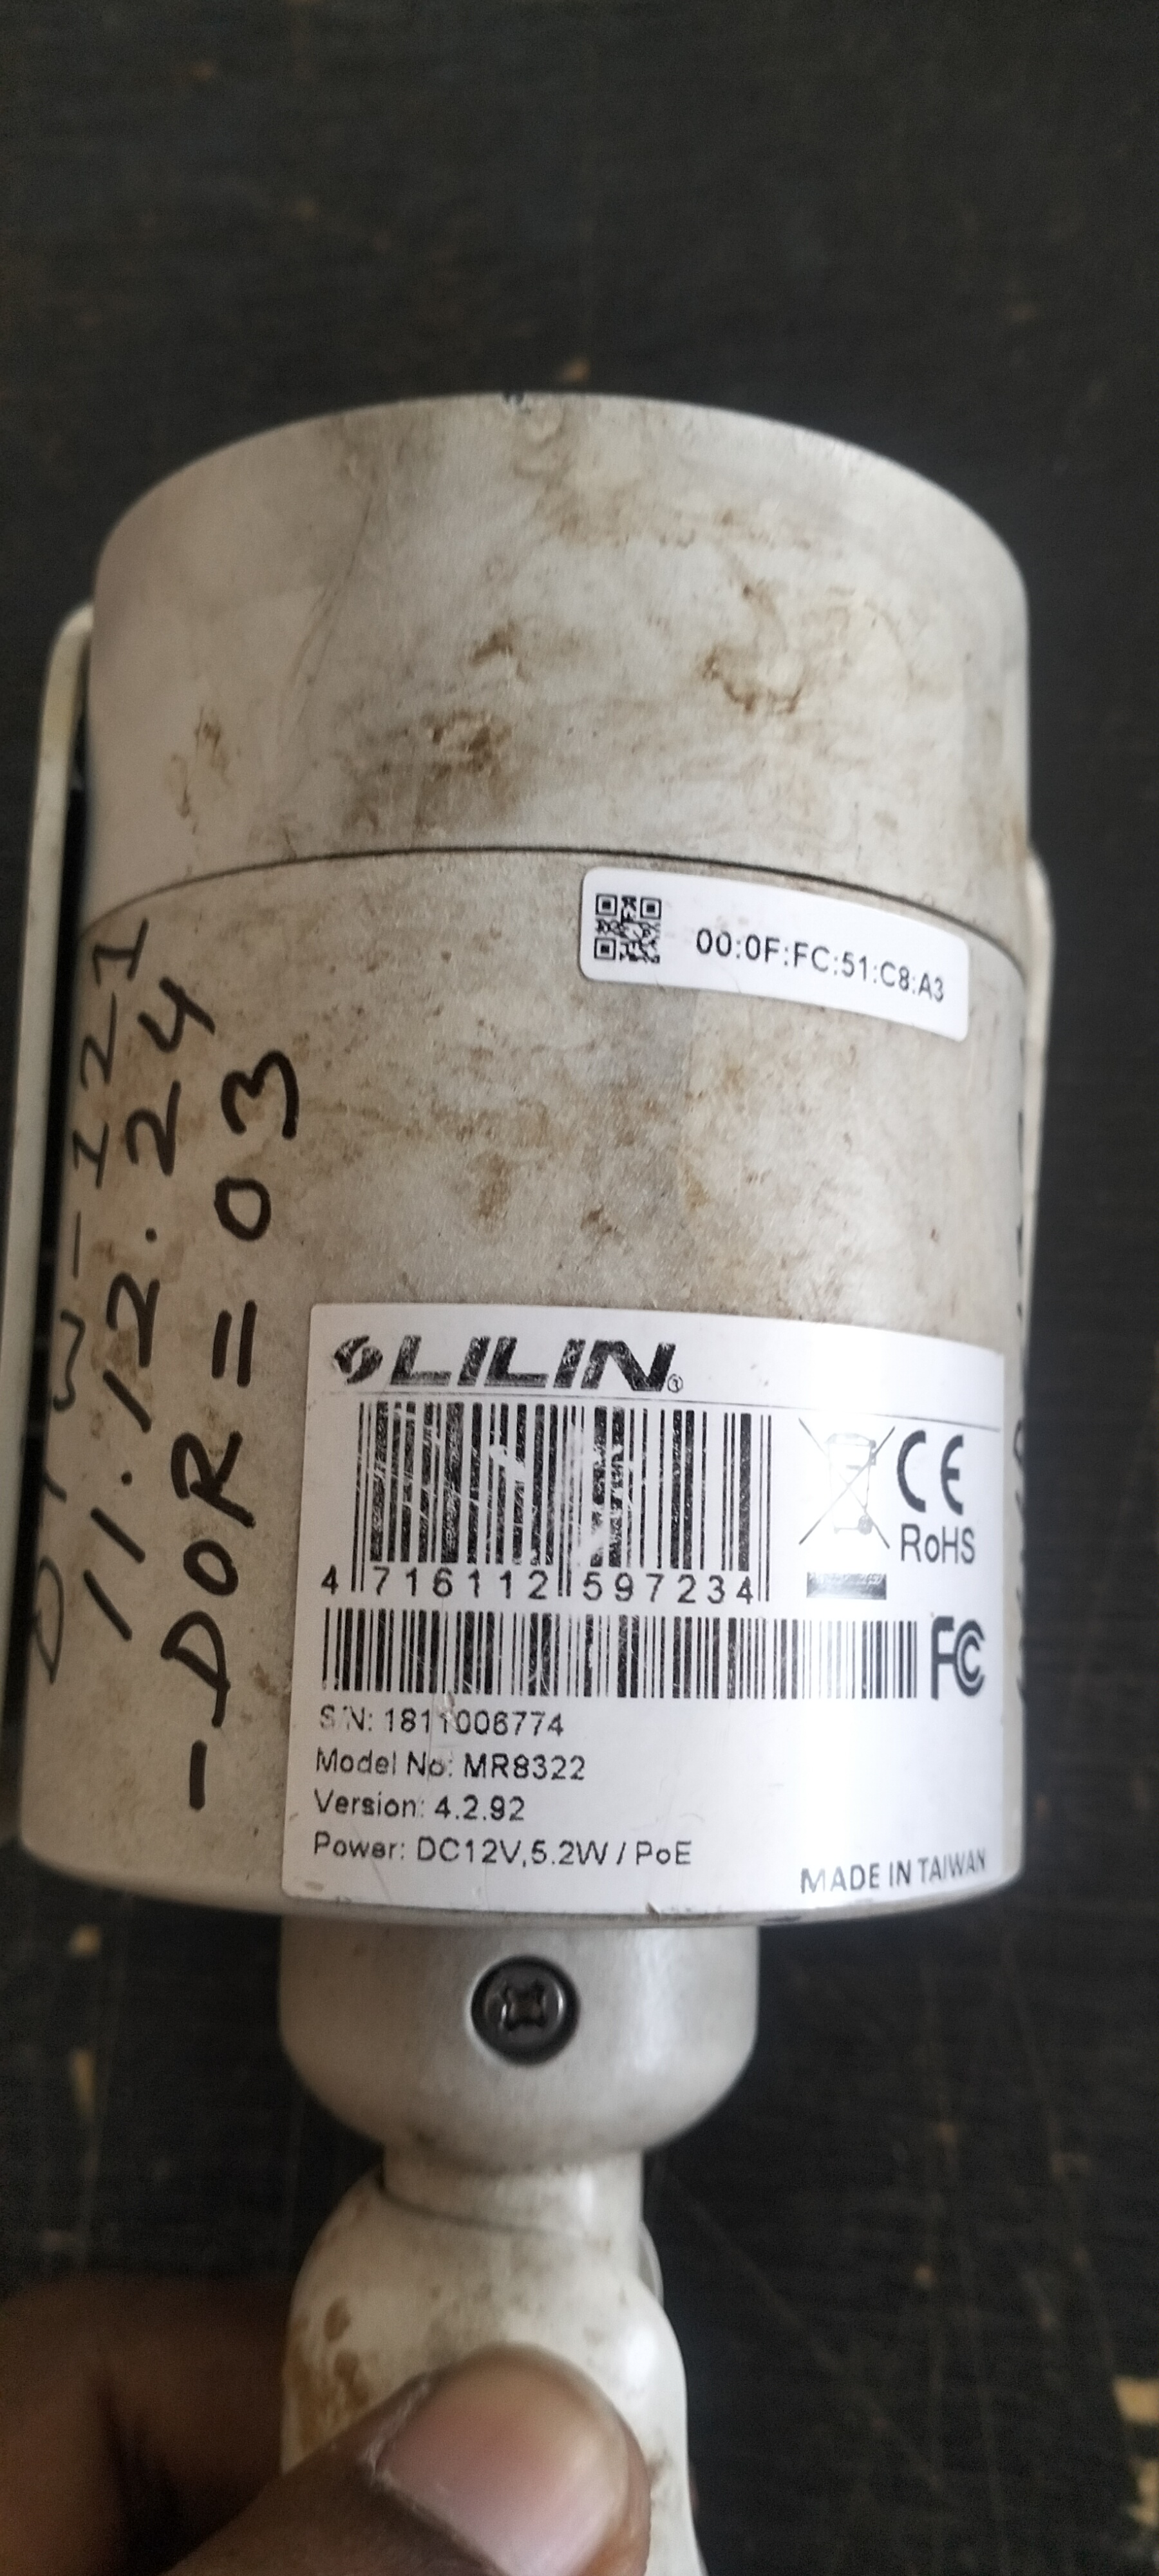 00:0F:FC:51:C8:A3
11.12.24
-DOR=03
LILIN®
CE
RoHS
4 716112 597234
FC
S/N: 1811006774
Model No: MR8322
Version: 4.2.92
Power: DC12V,5.2W / PoE
MADE IN TAIWAN